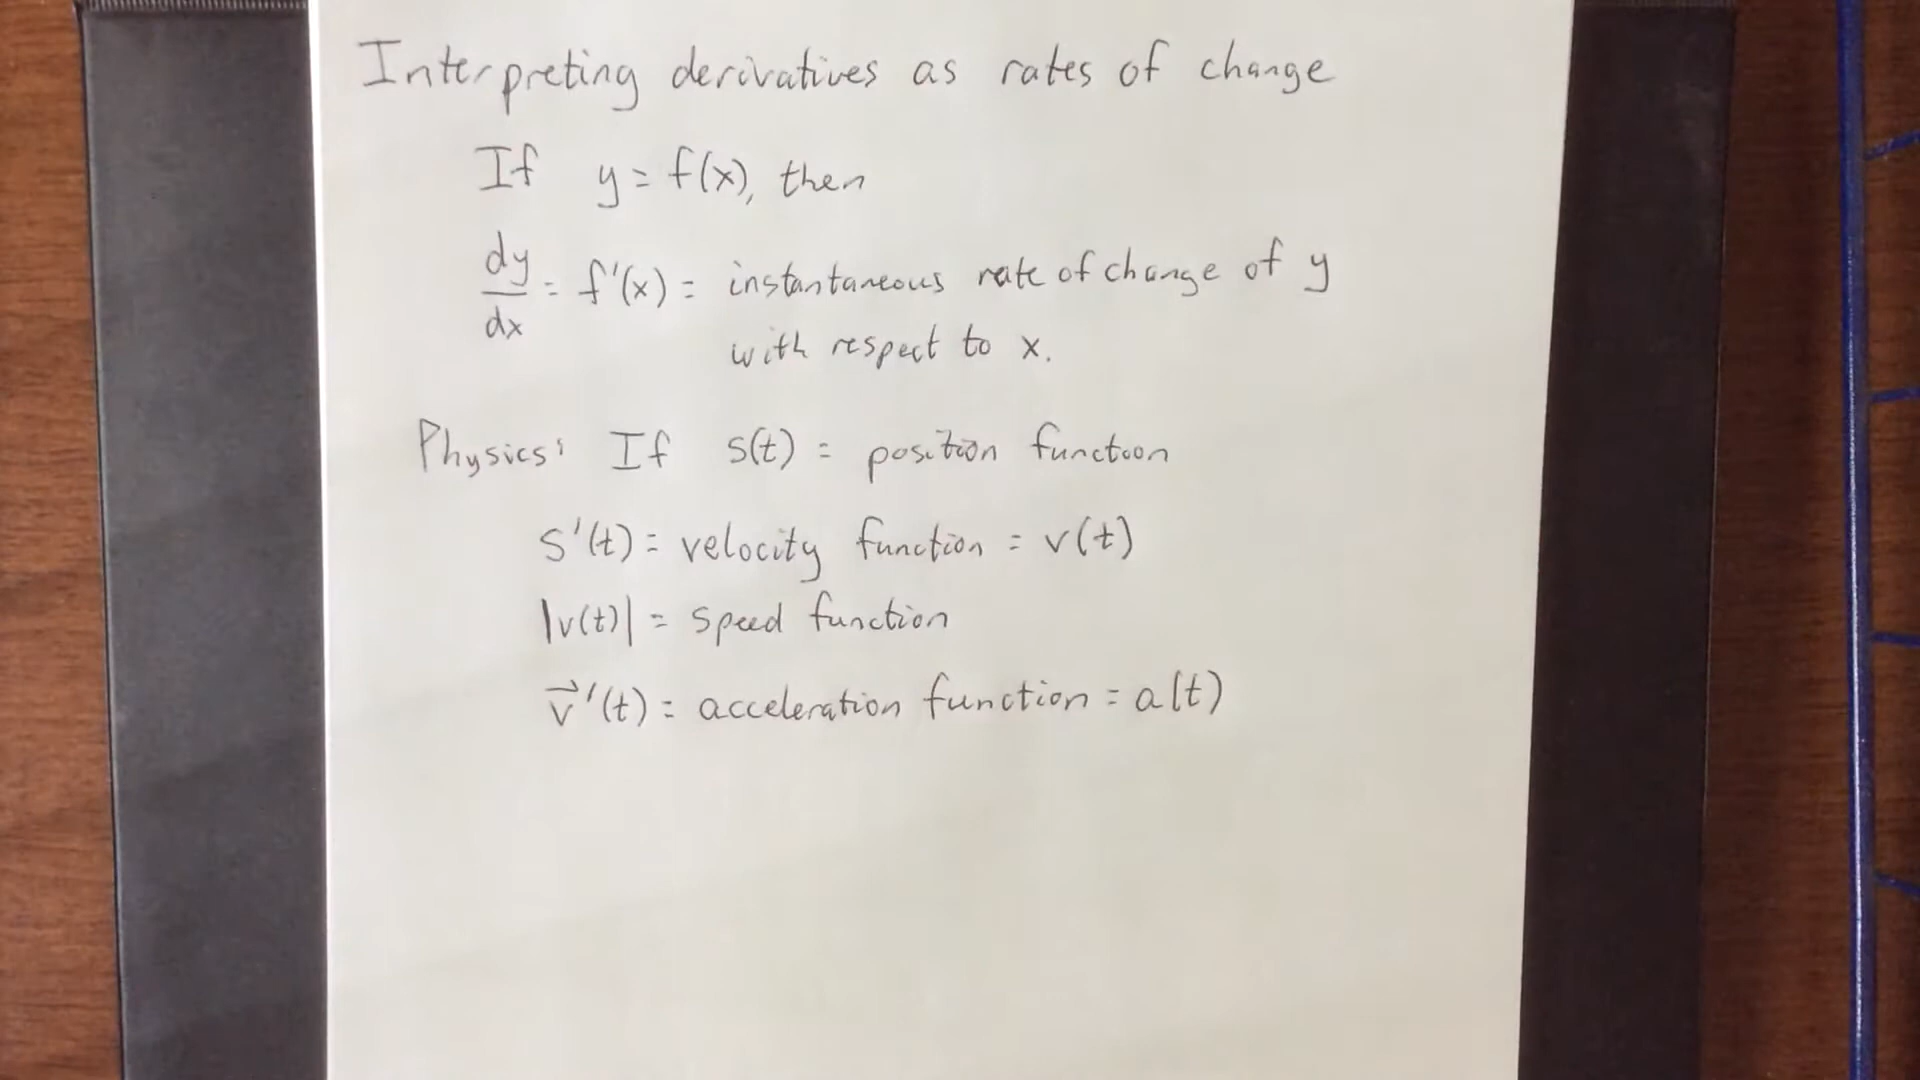 Interpreting derivatives as rates of change
If y = f(x), then
dy/dx = f'(x) = instantaneous rate of change of y
with respect to x.
Physics: If s(t) = position function
s'(t) = velocity function = v(t)
|v(t)| = speed function
v⃗'(t) = acceleration function = a(t)